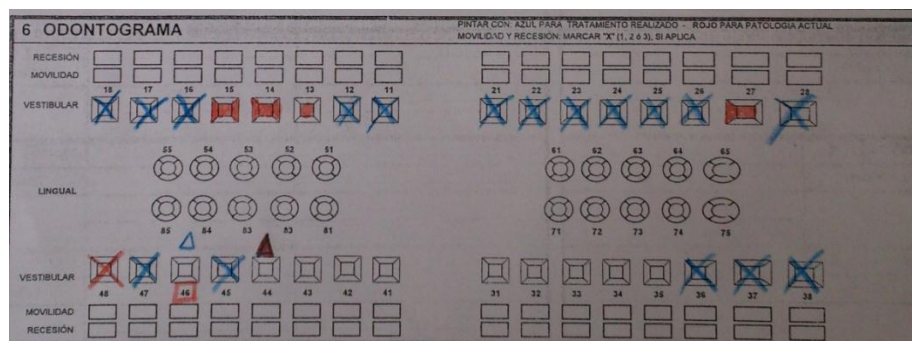 6 ODONTOGRAMA
PINTAR CON: AZUL PARA TRATAMIENTO REALIZADO - ROJO PARA PATOLOGIA ACTUAL
MOVILIDAD Y RECESIÓN: MARCAR "X" (1, 2 ó 3), SI APLICA
RECESIÓN
MOVILIDAD
18 17 16 15 14 13 12 11 21 22 23 24 25 26 27 28
VESTIBULAR
55 54 53 52 51 61 62 63 64 65
LINGUAL
85 84 83 83 81 71 72 73 74 75
VESTIBULAR
48 47 46 45 44 43 42 41 31 32 33 34 35 36 37 38
MOVILIDAD
RECESIÓN